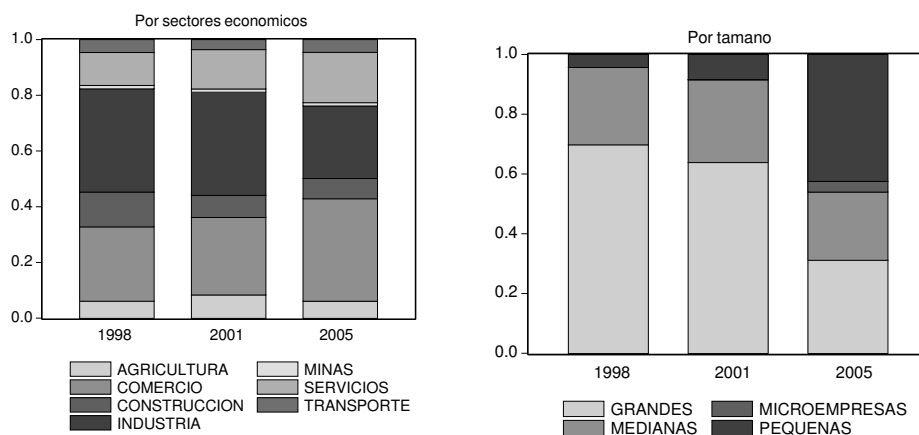 Por sectores economicos
1.0
0.8
0.6
0.4
0.2
0.0
1998 2001 2005
AGRICULTURA MINAS
COMERCIO SERVICIOS
CONSTRUCCION TRANSPORTE
INDUSTRIA
Por tamano
1.0
0.8
0.6
0.4
0.2
0.0
1998 2001 2005
GRANDES MICROEMPRESAS
MEDIANAS PEQUENAS